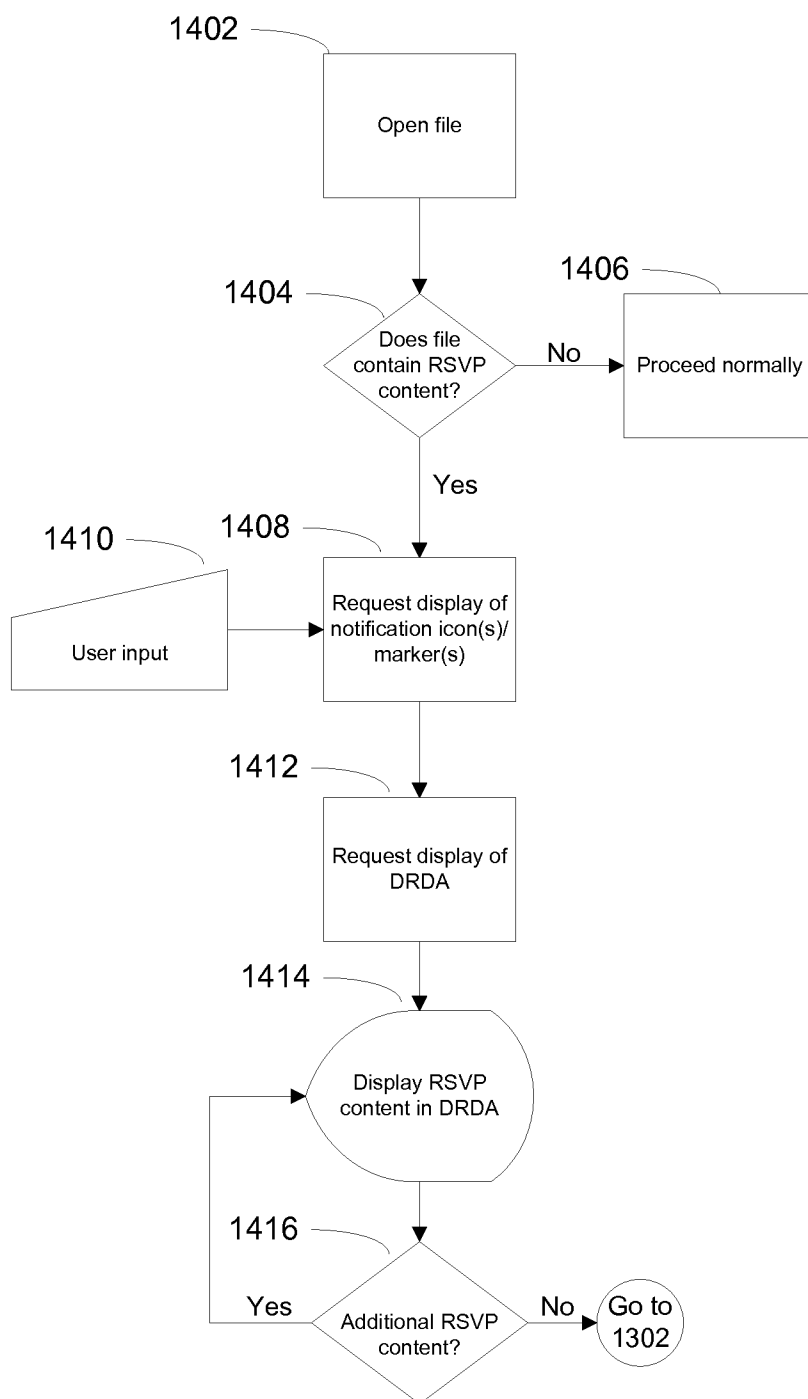 1402
Open file
1404
1406
Does file
contain RSVP
content?
No
Proceed normally
Yes
1410
1408
User input
Request display of
notification icon(s)/
marker(s)
1412
Request display of
DRDA
1414
Display RSVP
content in DRDA
1416
Yes
Additional RSVP
content?
No
Go to
1302